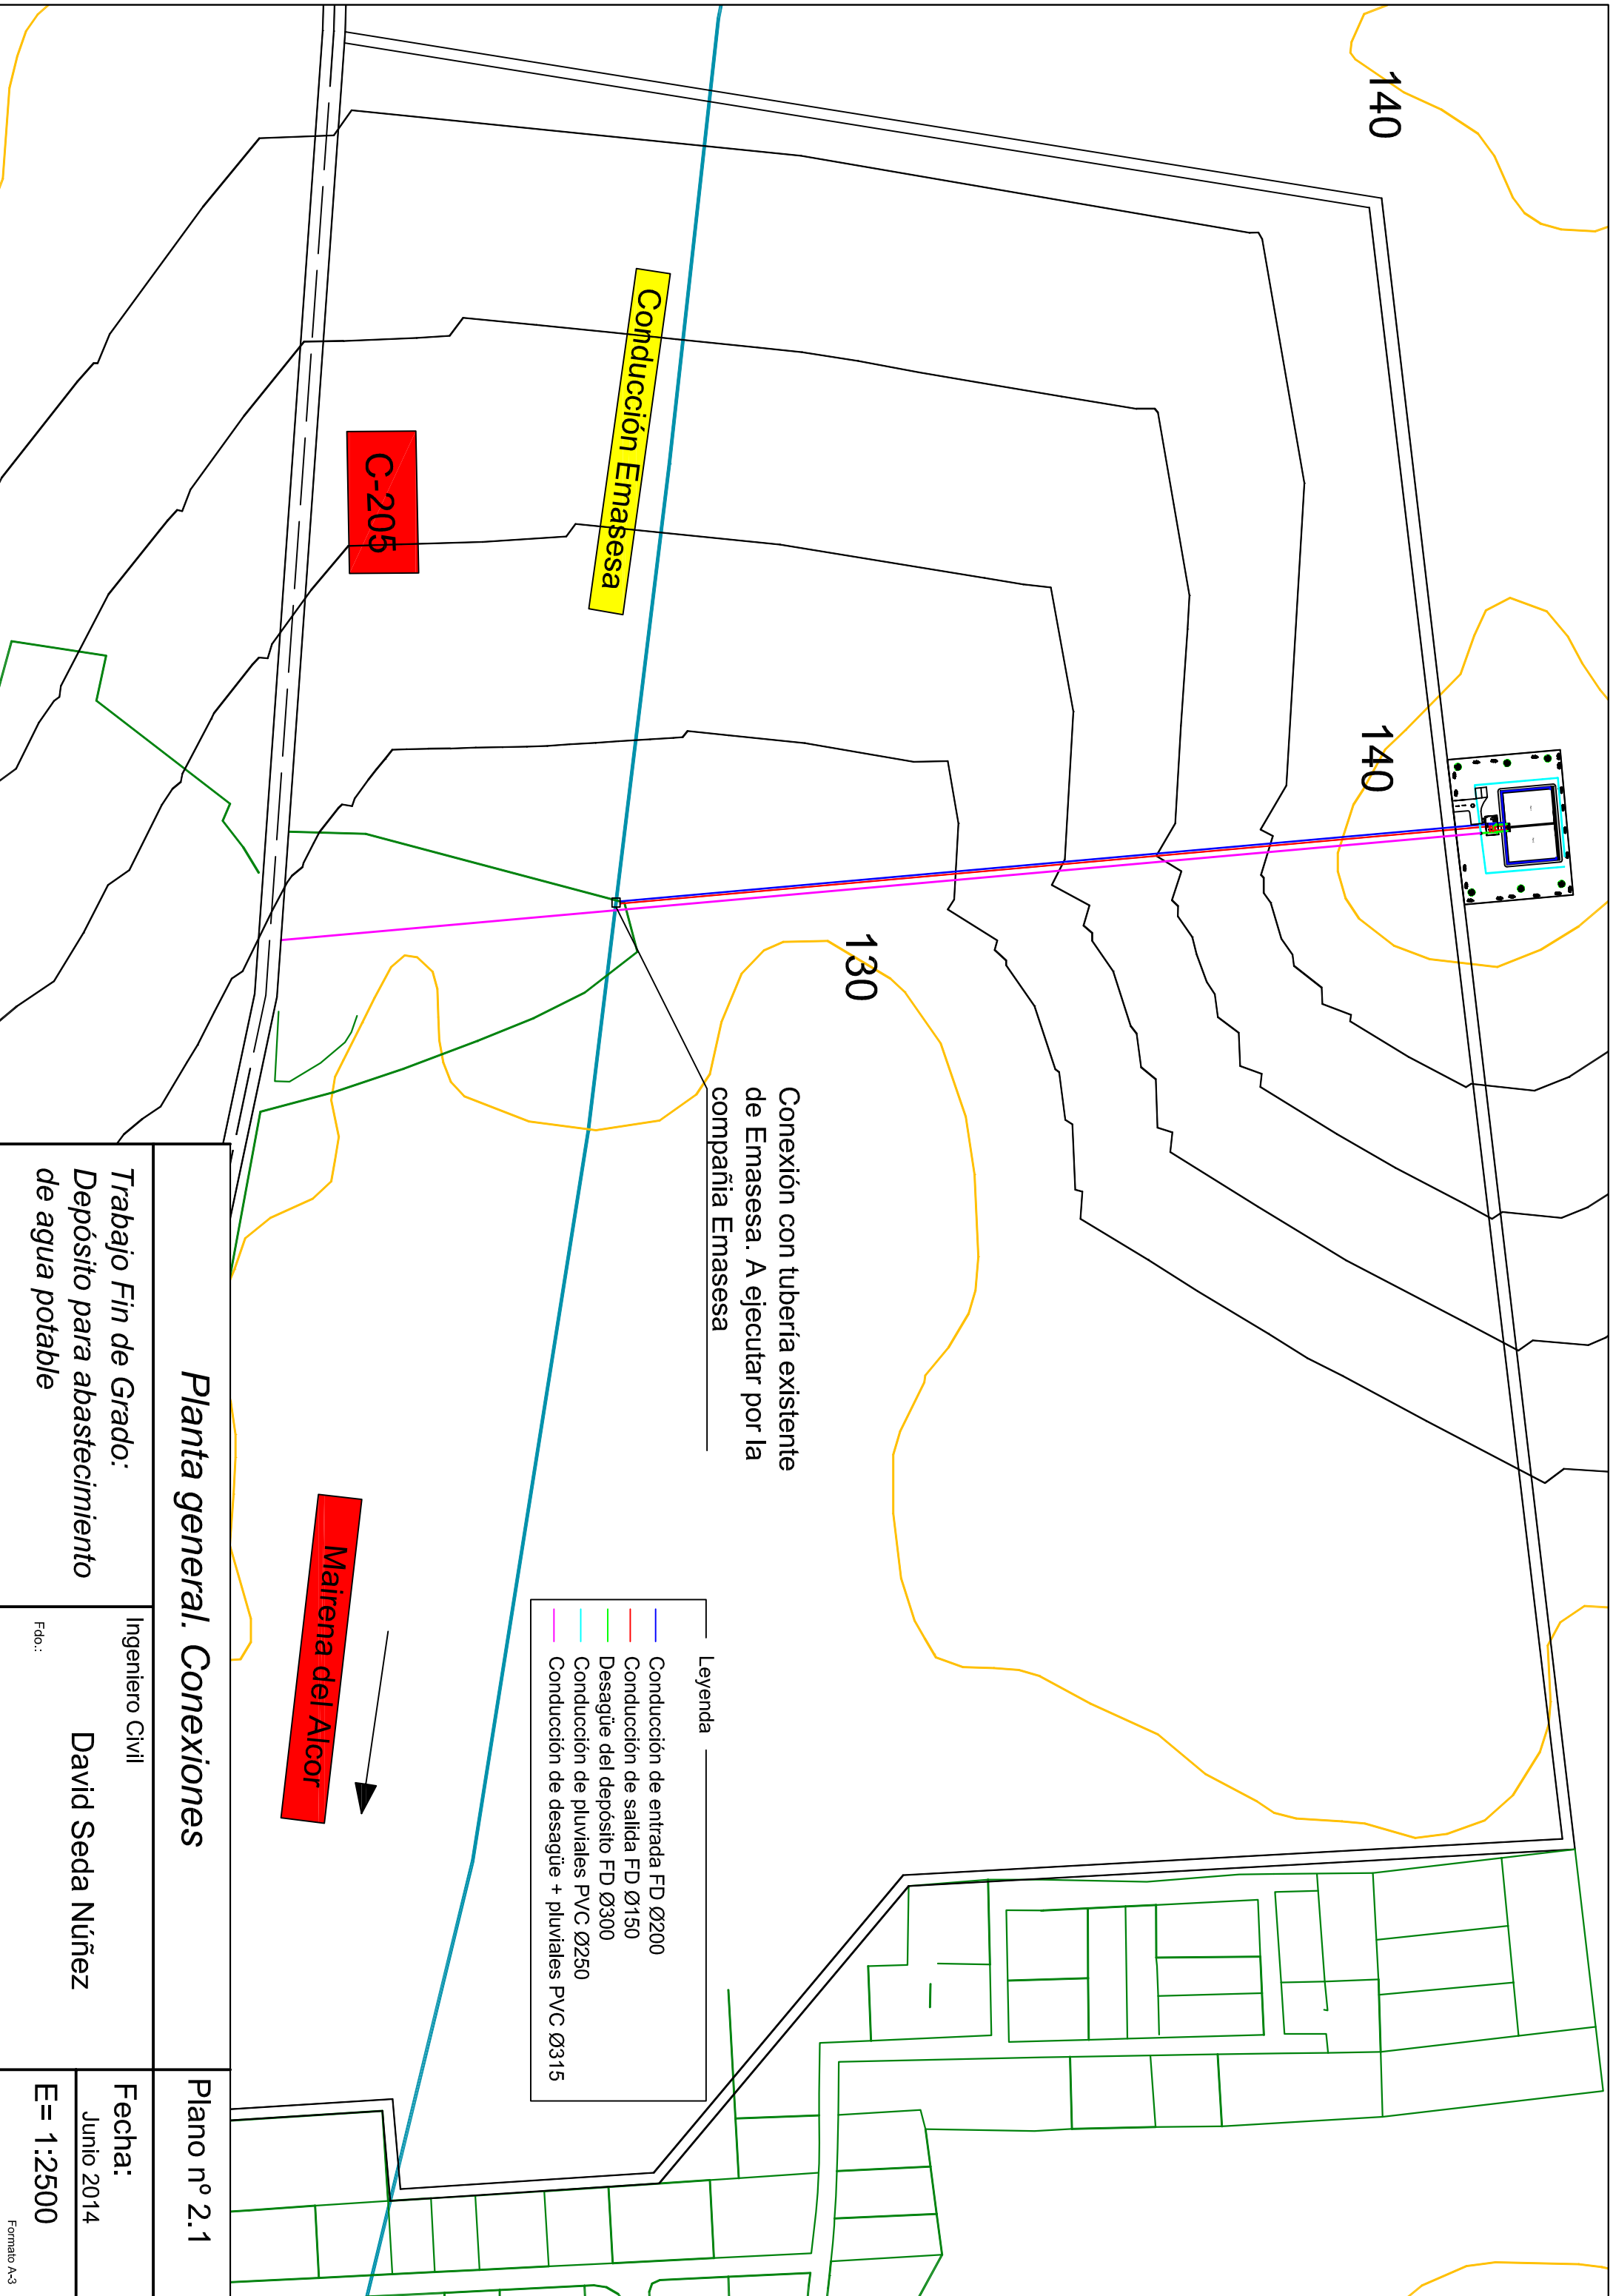 140
140
130
Conducción Emasesa
C-205
Conexión con tubería existente
de Emasesa. A ejecutar por la
compañia Emasesa
Leyenda
Conducción de entrada FD Ø200
Conducción de salida FD Ø150
Desagüe del depósito FD Ø300
Conducción de pluviales PVC Ø250
Conducción de desagüe + pluviales PVC Ø315
Mairena del Alcor
Planta general. Conexiones
Plano nº 2.1
Trabajo Fin de Grado:
Depósito para abastecimiento
de agua potable
Ingeniero Civil
David Seda Núñez
Fdo.:
Fecha:
Junio 2014
E= 1:2500
Formato A-3